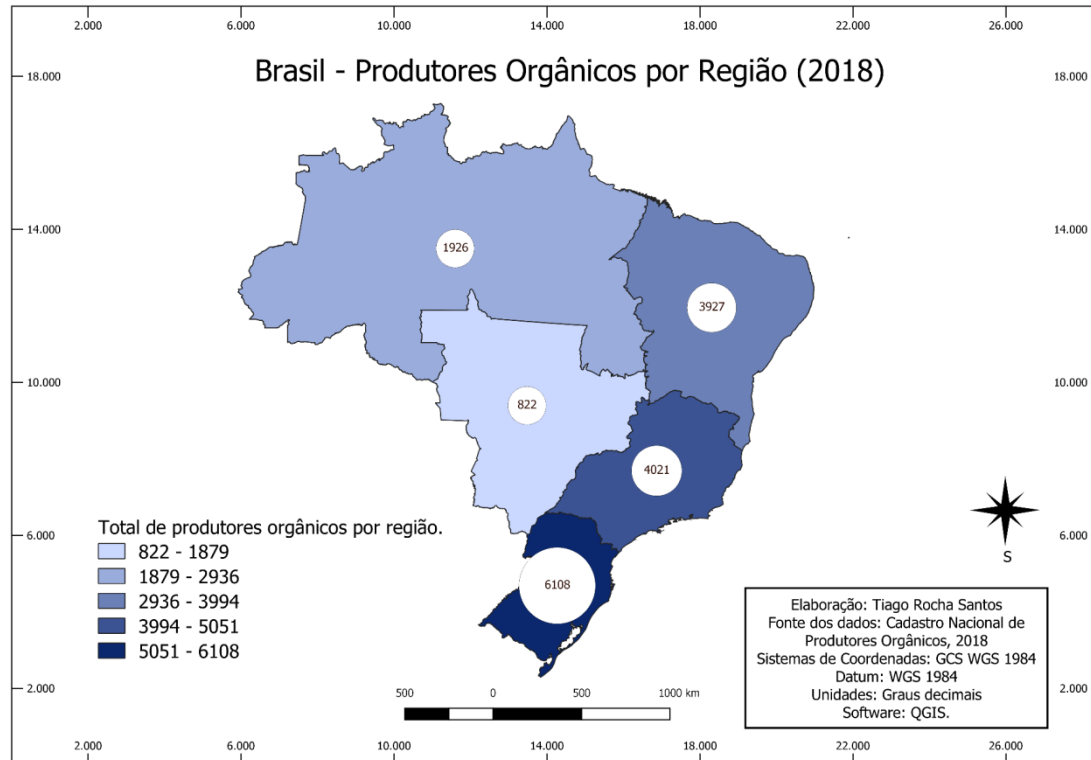 2.000 6.000 10.000 14.000 18.000 22.000 26.000
18.000 18.000
Brasil - Produtores Orgânicos por Região (2018)
14.000 14.000
1926
3927
10.000 10.000
822
4021
Total de produtores orgânicos por região.
822 - 1879
1879 - 2936
2936 - 3994
3994 - 5051
5051 - 6108
6.000 6.000
S
6108
Elaboração: Tiago Rocha Santos
Fonte dos dados: Cadastro Nacional de
Produtores Orgânicos, 2018
Sistemas de Coordenadas: GCS WGS 1984
Datum: WGS 1984
Unidades: Graus decimais
Software: QGIS.
2.000 2.000
500 0 500 1000 km
2.000 6.000 10.000 14.000 18.000 22.000 26.000